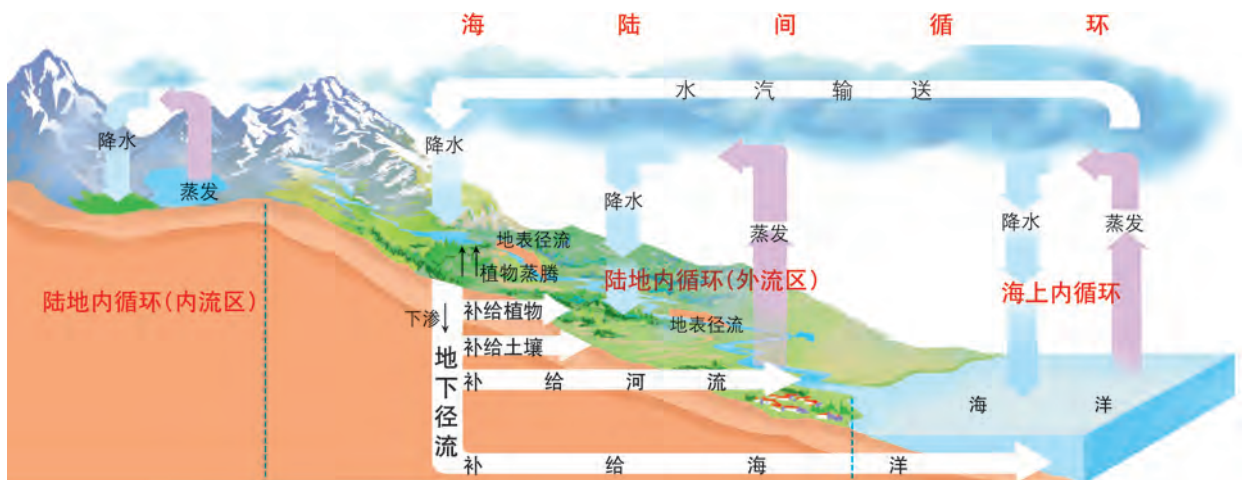 海陆间循环
水汽输送
降水
蒸发
降水
降水
蒸发
降水
蒸发
地表径流
植物蒸腾
陆地内循环(内流区)
陆地内循环(外流区)
海上内循环
下渗
补给植物
地表径流
补给土壤
地下径流
补给河流
海洋
补给海洋